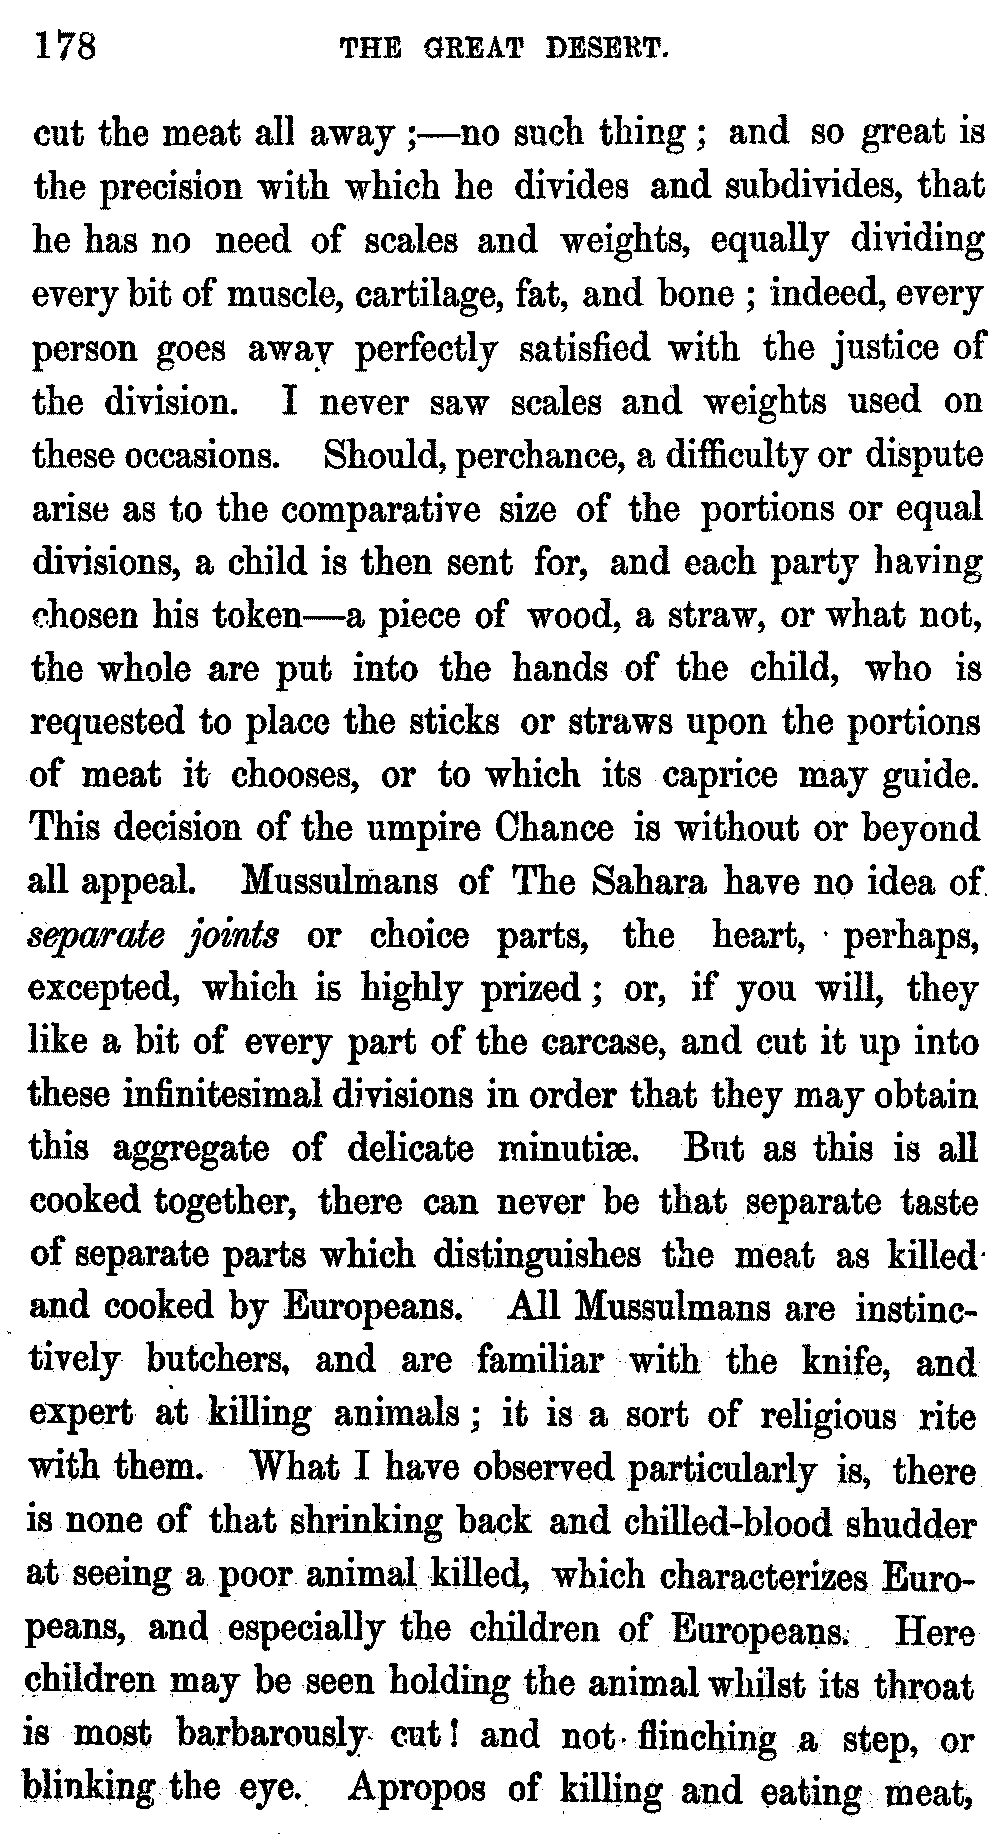 178 THE GREAT DESERT.
cut the meat all away ;—no such thing ; and so great is
the precision with which he divides and subdivides, that
he has no need of scales and weights, equally dividing
every bit of muscle, cartilage, fat, and bone ; indeed, every
person goes away perfectly satisfied with the justice of
the division. I never saw scales and weights used on
these occasions. Should, perchance, a difficulty or dispute
arise as to the comparative size of the portions or equal
divisions, a child is then sent for, and each party having
chosen his token—a piece of wood, a straw, or what not,
the whole are put into the hands of the child, who is
requested to place the sticks or straws upon the portions
of meat it chooses, or to which its caprice may guide.
This decision of the umpire Chance is without or beyond
all appeal. Mussulmans of The Sahara have no idea of
separate joints or choice parts, the heart, perhaps,
excepted, which is highly prized ; or, if you will, they
like a bit of every part of the carcase, and cut it up into
these infinitesimal divisions in order that they may obtain
this aggregate of delicate minutiæ. But as this is all
cooked together, there can never be that separate taste
of separate parts which distinguishes the meat as killed
and cooked by Europeans. All Mussulmans are instinc-
tively butchers, and are familiar with the knife, and
expert at killing animals ; it is a sort of religious rite
with them. What I have observed particularly is, there
is none of that shrinking back and chilled-blood shudder
at seeing a poor animal killed, which characterizes Euro-
peans, and especially the children of Europeans. Here
children may be seen holding the animal whilst its throat
is most barbarously cut! and not flinching a step, or
blinking the eye. Apropos of killing and eating meat,